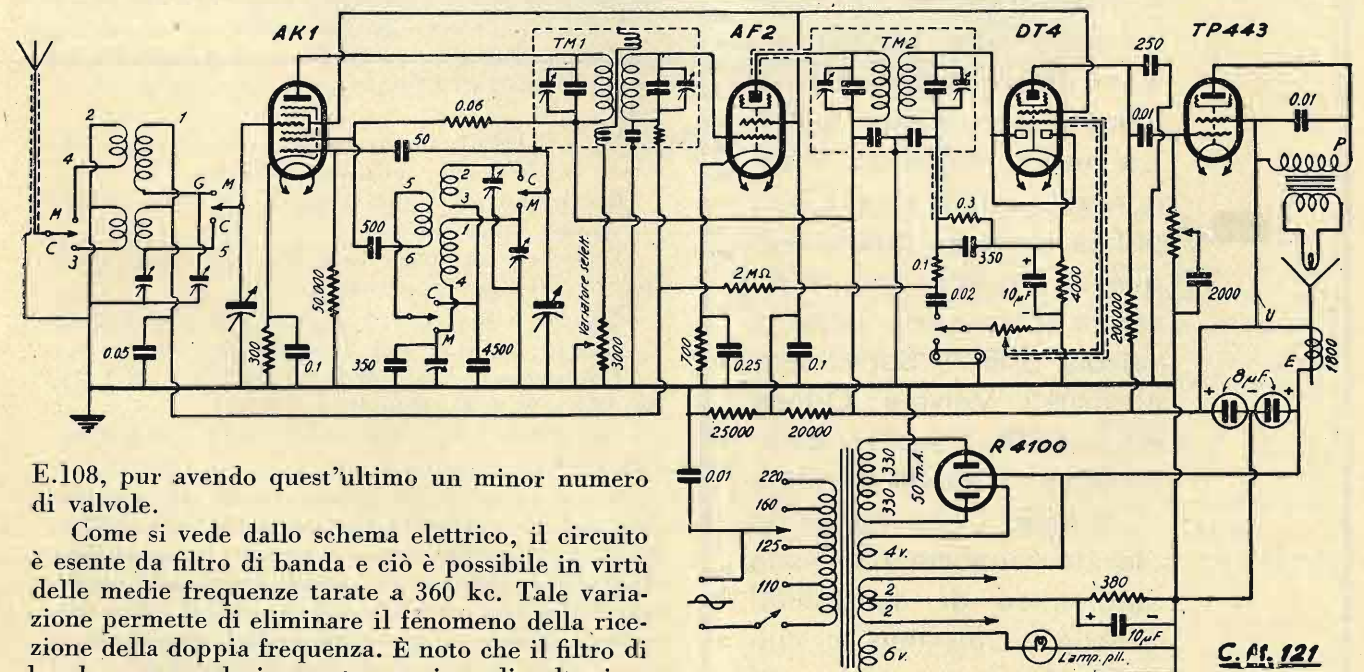 AK1
AF2
DT4
TP443
TM1
TM2
250
0.01
0.01
P
2
1
4
G
M
M
C
C
3
5
0.06
50
5
2
3
C
M
1
500
6
4
C
M
50.000
300
0.1
0.05
350
4500
Variatore selett.
3000
2 MΩ
700
0.25
0.1
0.3
350
0.1
0.02
+
10µF
-
4000
200000
2000
U
E
1800
+ 8µF +
-
25000
20000
R 4100
0.01
220
160
125
110
330
330
50 m.A.
4v.
2
2
6v.
380
+
-
10µF
Lamp. pil.
C.M. 121
E.108, pur avendo quest'ultimo un minor numero
di valvole.
Come si vede dallo schema elettrico, il circuito
è esente da filtro di banda e ciò è possibile in virtù
delle medie frequenze tarate a 360 kc. Tale varia-
zione permette di eliminare il fenomeno della rice-
zione della doppia frequenza. È noto che il filtro di